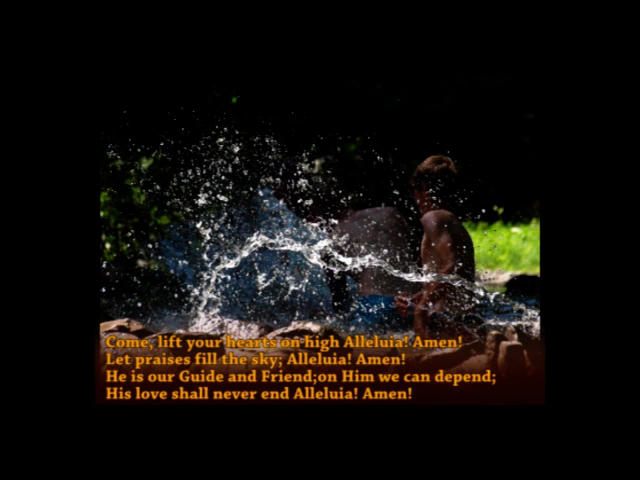 Come, lift your hearts on high Alleluia! Amen!
Let praises fill the sky; Alleluia! Amen!
He is our Guide and Friend;on Him we can depend;
His love shall never end Alleluia! Amen!